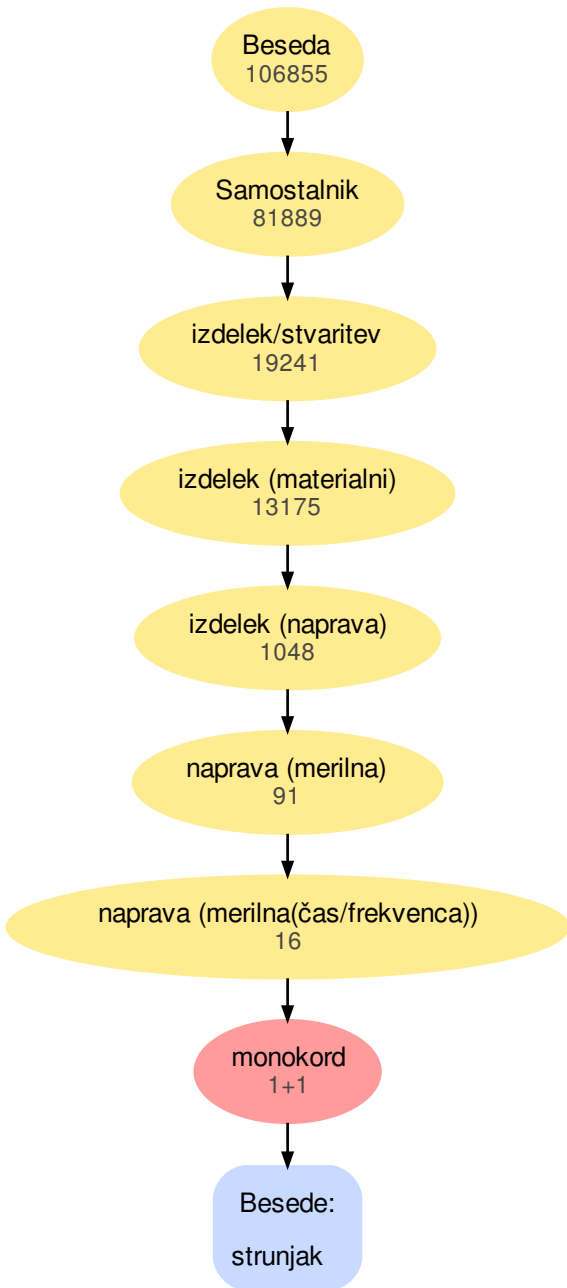 Beseda
106855
Samostalnik
81889
izdelek/stvaritev
19241
izdelek (materialni)
13175
izdelek (naprava)
1048
naprava (merilna)
91
naprava (merilna(čas/frekvenca))
16
monokord
1+1
Besede:
strunjak